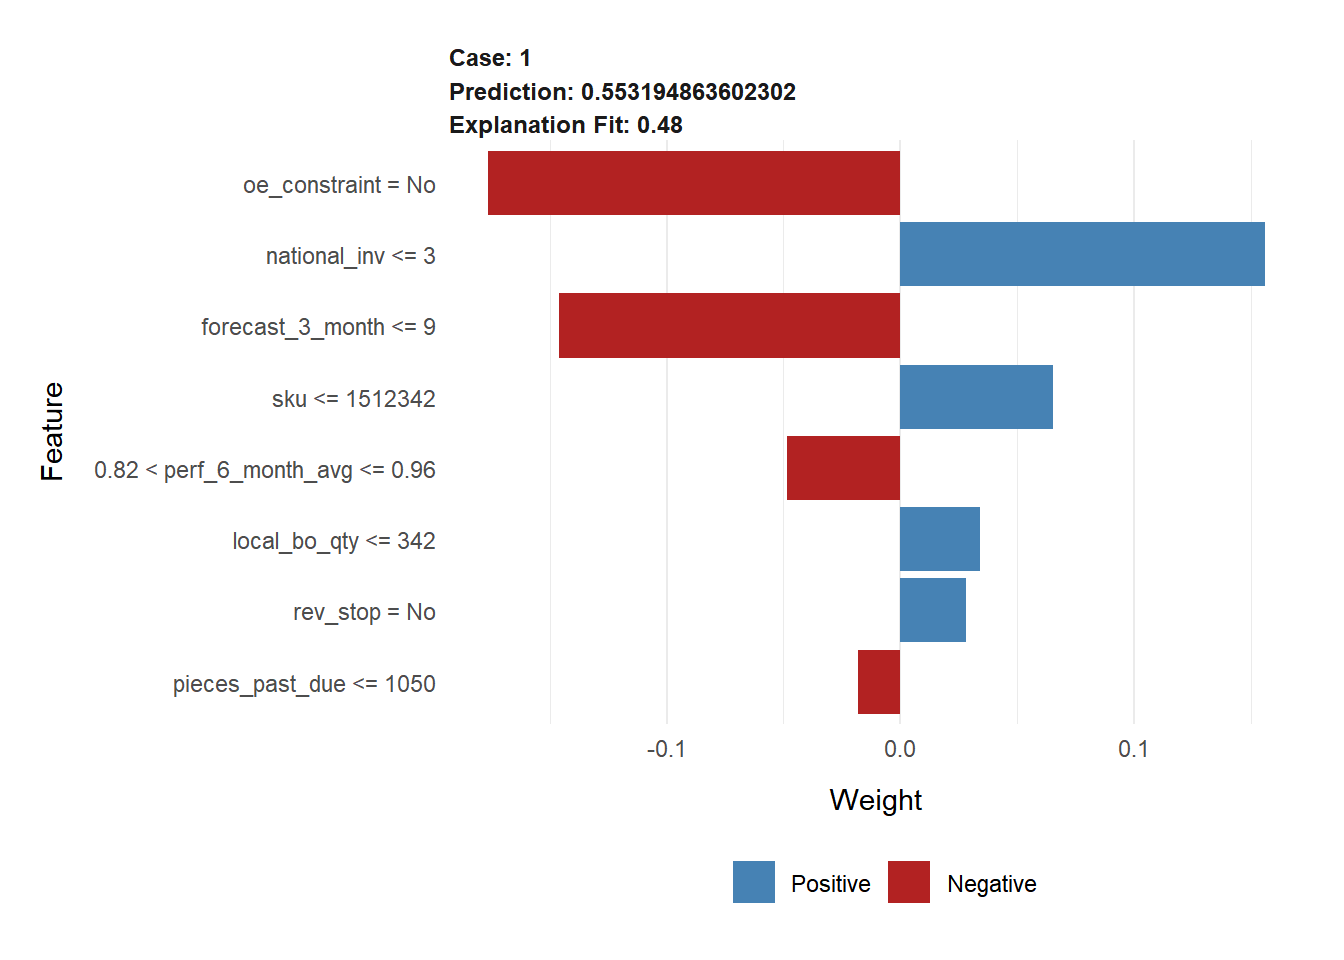 Case: 1
Prediction: 0.553194863602302
Explanation Fit: 0.48
oe_constraint = No
national_inv <= 3
forecast_3_month <= 9
sku <= 1512342
0.82 < perf_6_month_avg <= 0.96
local_bo_qty <= 342
rev_stop = No
pieces_past_due <= 1050
Feature
-0.1 0.0 0.1
Weight
Positive Negative